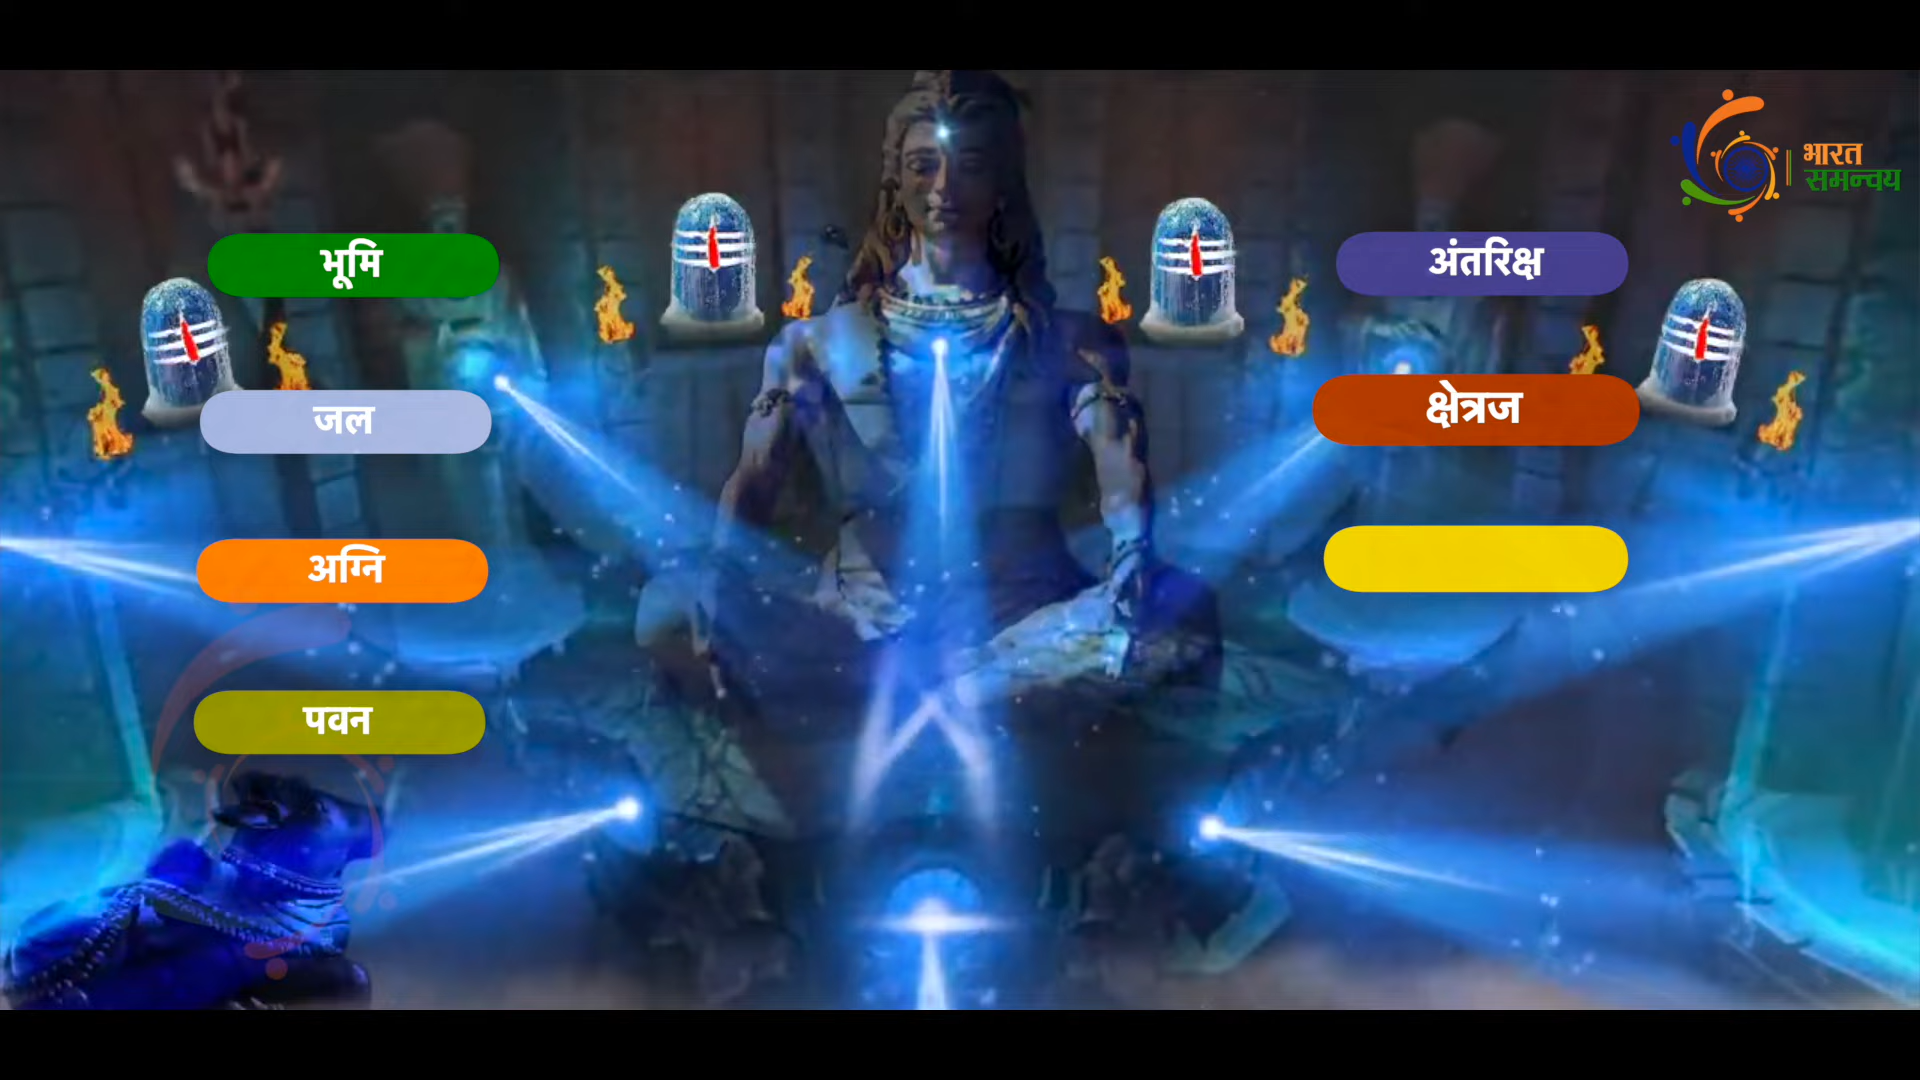 भारत
समन्वय
भूमि
अंतरिक्ष
जल
क्षेत्रज
अग्नि
पवन